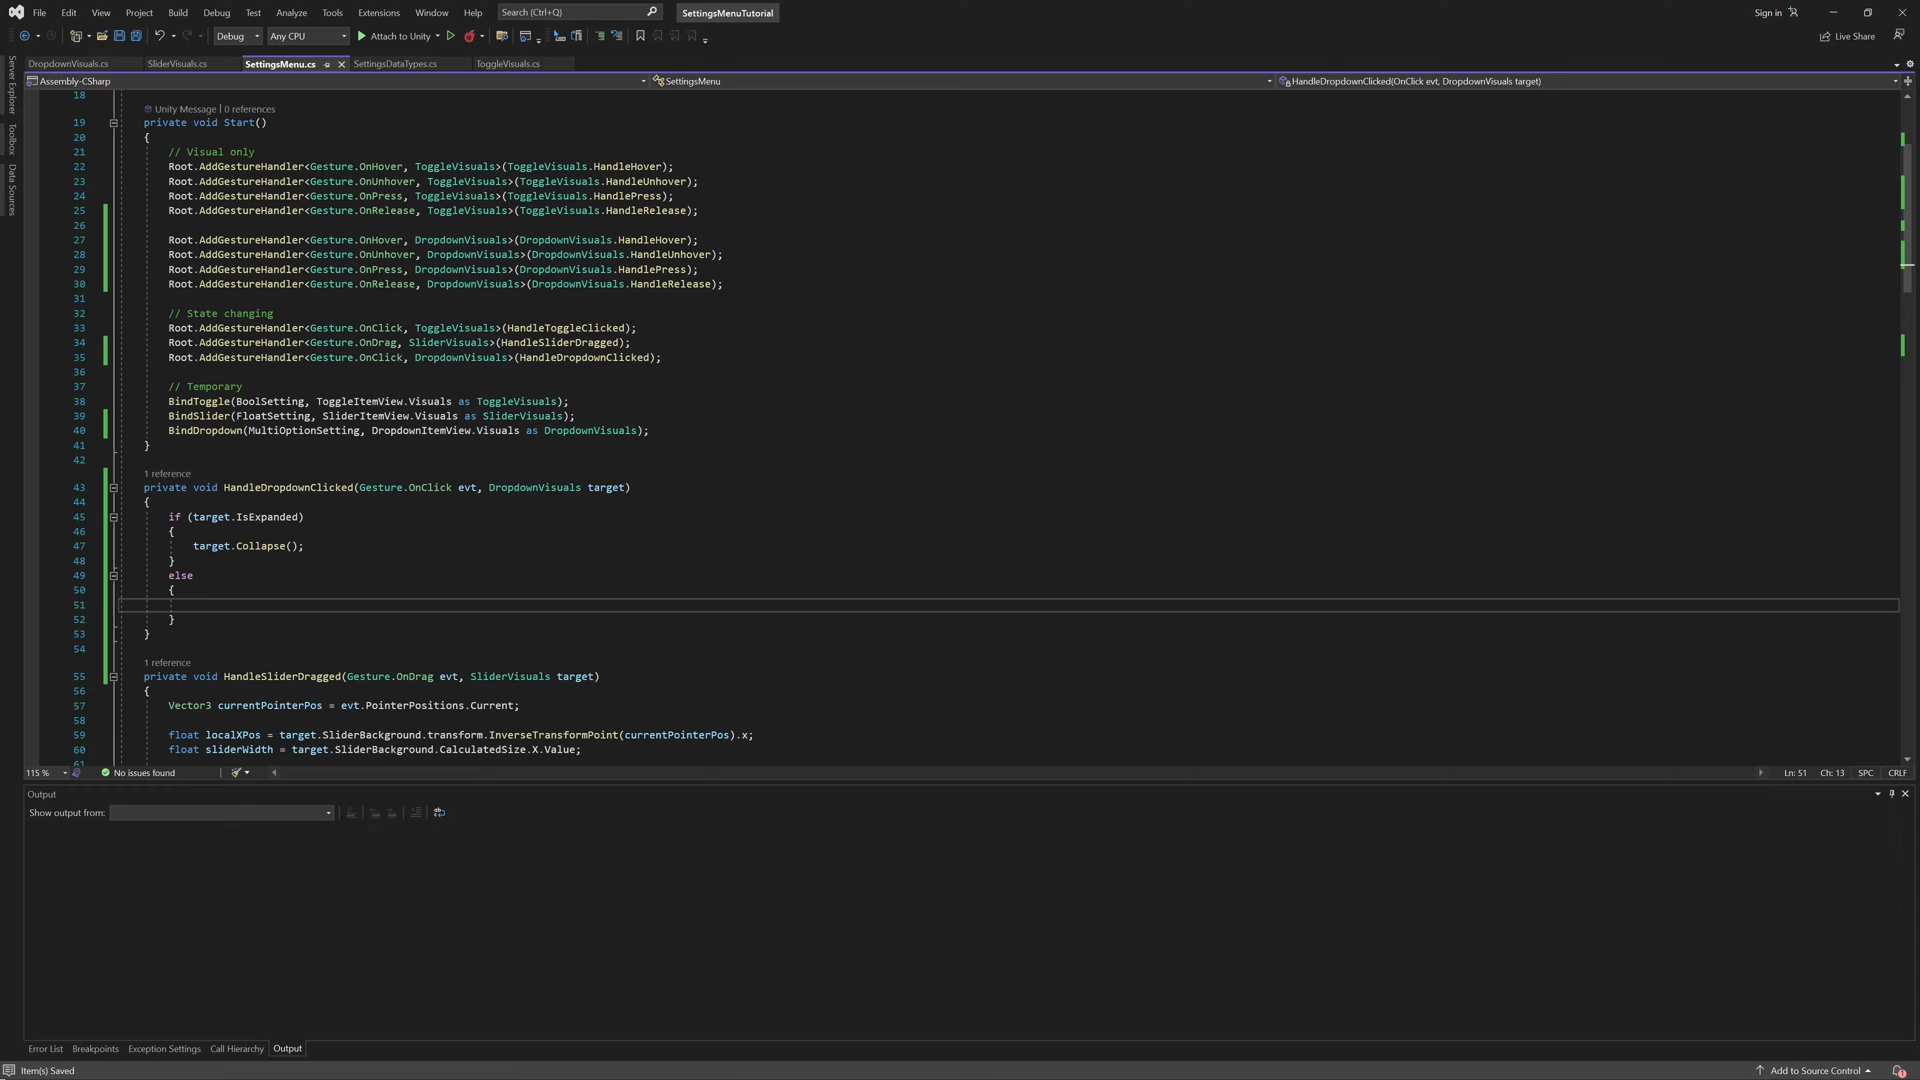 File Edit View Project Build Debug Test Analyze Tools Extensions Window Help Search (Ctrl+Q) SettingsMenuTutorial Sign in
Debug Any CPU Attach to Unity Live Share
DropdownVisuals.cs SliderVisuals.cs SettingsMenu.cs SettingsDataTypes.cs ToggleVisuals.cs
Server Explorer
Toolbox
Data Sources
Assembly-CSharp SettingsMenu HandleDropdownClicked(OnClick evt, DropdownVisuals target)
18
Unity Message | 0 references
19 private void Start()
20 {
21 // Visual only
22 Root.AddGestureHandler<Gesture.OnHover, ToggleVisuals>(ToggleVisuals.HandleHover);
23 Root.AddGestureHandler<Gesture.OnUnhover, ToggleVisuals>(ToggleVisuals.HandleUnhover);
24 Root.AddGestureHandler<Gesture.OnPress, ToggleVisuals>(ToggleVisuals.HandlePress);
25 Root.AddGestureHandler<Gesture.OnRelease, ToggleVisuals>(ToggleVisuals.HandleRelease);
26
27 Root.AddGestureHandler<Gesture.OnHover, DropdownVisuals>(DropdownVisuals.HandleHover);
28 Root.AddGestureHandler<Gesture.OnUnhover, DropdownVisuals>(DropdownVisuals.HandleUnhover);
29 Root.AddGestureHandler<Gesture.OnPress, DropdownVisuals>(DropdownVisuals.HandlePress);
30 Root.AddGestureHandler<Gesture.OnRelease, DropdownVisuals>(DropdownVisuals.HandleRelease);
31
32 // State changing
33 Root.AddGestureHandler<Gesture.OnClick, ToggleVisuals>(HandleToggleClicked);
34 Root.AddGestureHandler<Gesture.OnDrag, SliderVisuals>(HandleSliderDragged);
35 Root.AddGestureHandler<Gesture.OnClick, DropdownVisuals>(HandleDropdownClicked);
36
37 // Temporary
38 BindToggle(BoolSetting, ToggleItemView.Visuals as ToggleVisuals);
39 BindSlider(FloatSetting, SliderItemView.Visuals as SliderVisuals);
40 BindDropdown(MultiOptionSetting, DropdownItemView.Visuals as DropdownVisuals);
41 }
42
1 reference
43 private void HandleDropdownClicked(Gesture.OnClick evt, DropdownVisuals target)
44 {
45 if (target.IsExpanded)
46 {
47 target.Collapse();
48 }
49 else
50 {
51
52 }
53 }
54
1 reference
55 private void HandleSliderDragged(Gesture.OnDrag evt, SliderVisuals target)
56 {
57 Vector3 currentPointerPos = evt.PointerPositions.Current;
58
59 float localXPos = target.SliderBackground.transform.InverseTransformPoint(currentPointerPos).x;
60 float sliderWidth = target.SliderBackground.CalculatedSize.X.Value;
61
115 % No issues found Ln: 51 Ch: 13 SPC CRLF
Output
Show output from:
Error List Breakpoints Exception Settings Call Hierarchy Output
Item(s) Saved Add to Source Control